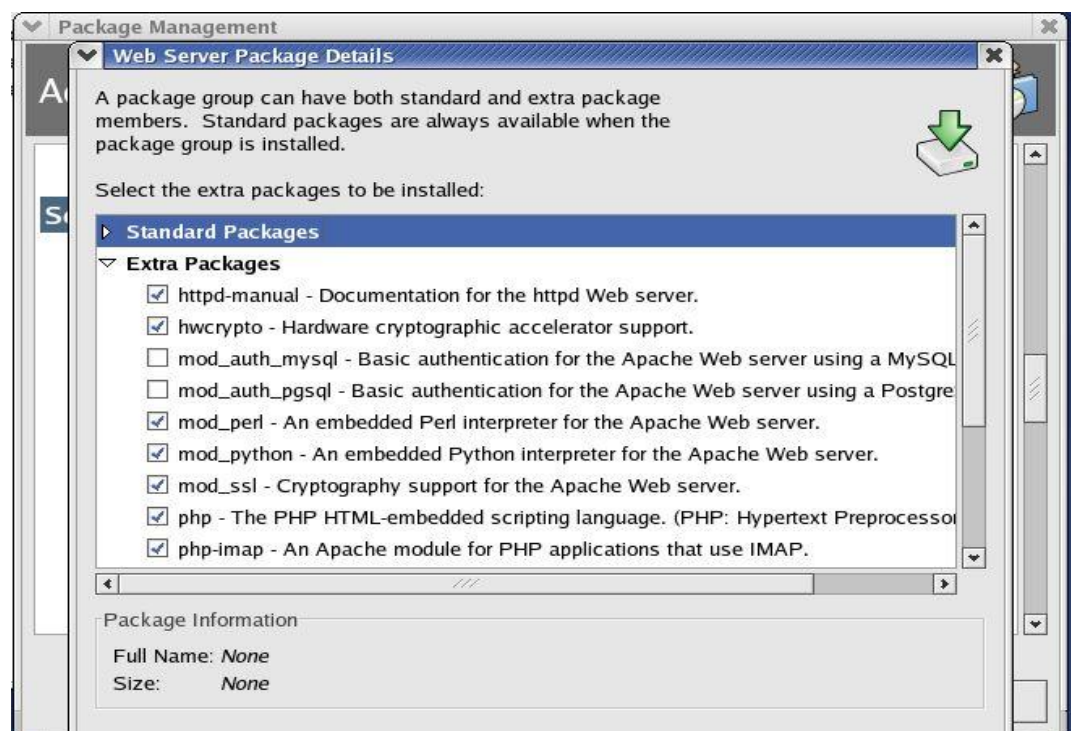 Package Management
Web Server Package Details
A package group can have both standard and extra package
members. Standard packages are always available when the
package group is installed.
Select the extra packages to be installed:
Standard Packages
Extra Packages
httpd-manual - Documentation for the httpd Web server.
hwcrypto - Hardware cryptographic accelerator support.
mod_auth_mysql - Basic authentication for the Apache Web server using a MySQL
mod_auth_pgsql - Basic authentication for the Apache Web server using a Postgre
mod_perl - An embedded Perl interpreter for the Apache Web server.
mod_python - An embedded Python interpreter for the Apache Web server.
mod_ssl - Cryptography support for the Apache Web server.
php - The PHP HTML-embedded scripting language. (PHP: Hypertext Preprocesso
php-imap - An Apache module for PHP applications that use IMAP.
Package Information
Full Name: None
Size: None